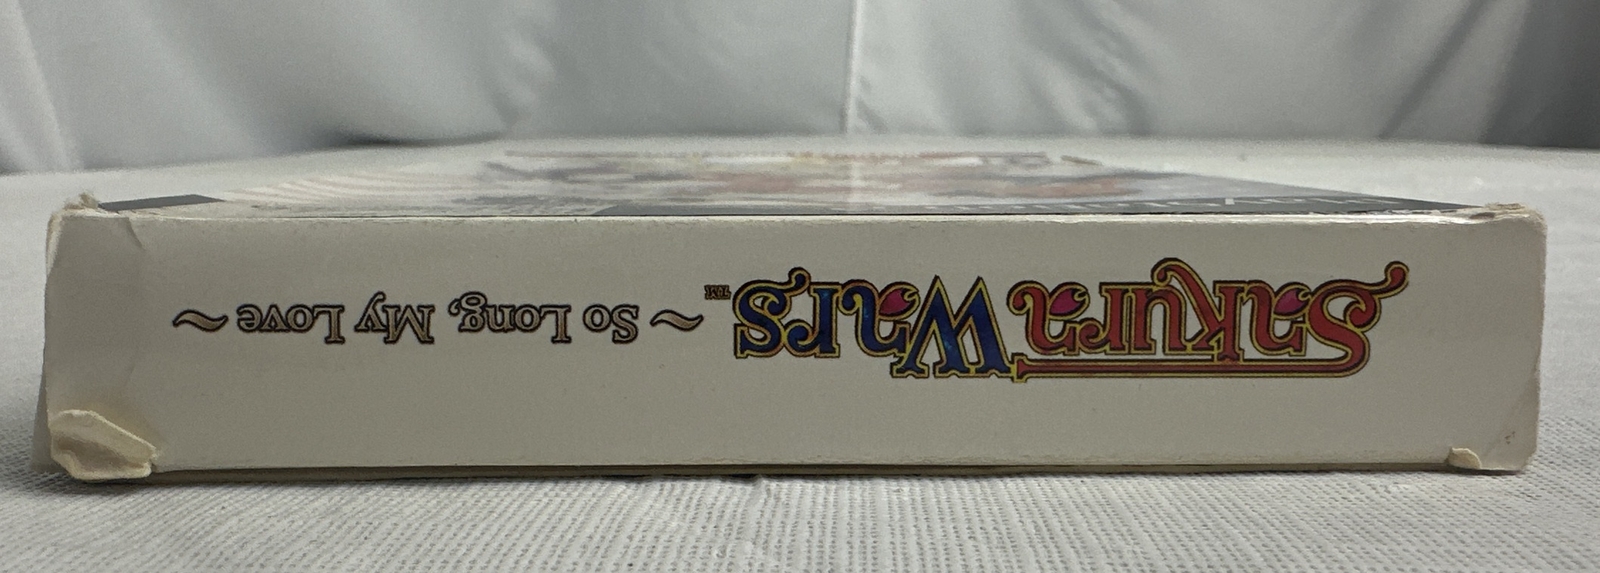 Sakura Wars™ ~ So Long, My Love ~